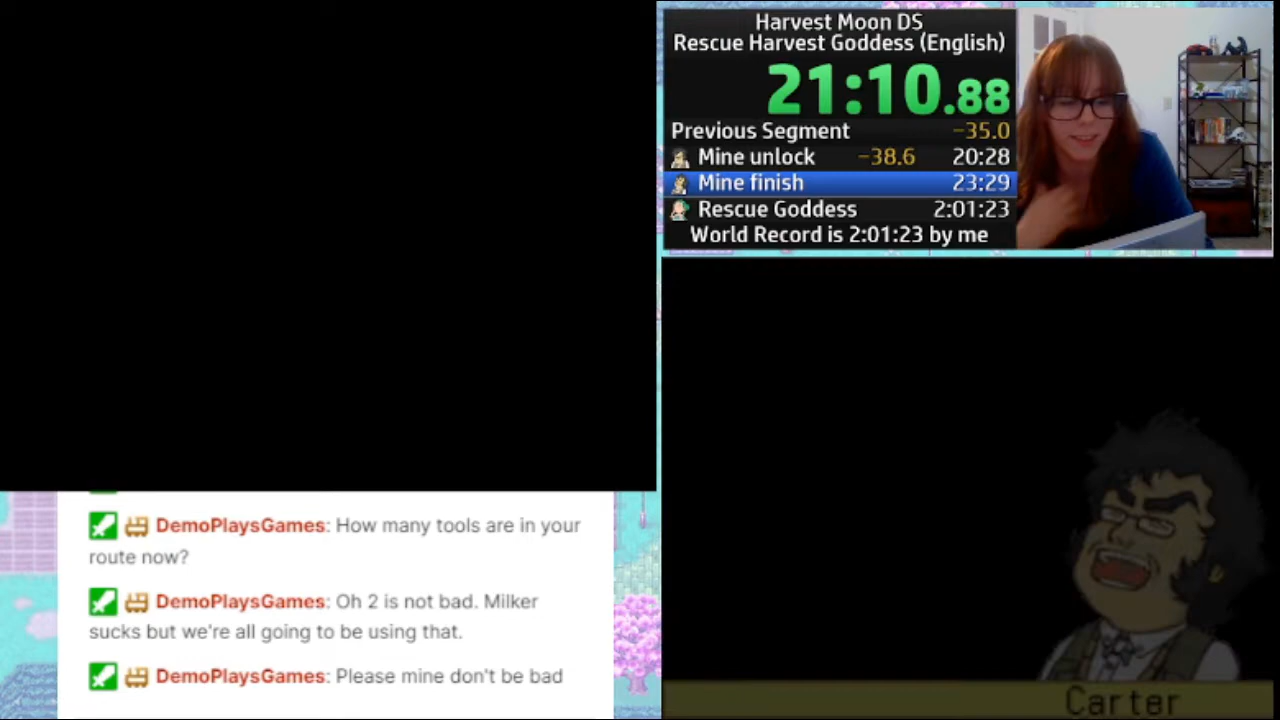 Harvest Moon DS
Rescue Harvest Goddess (English)
21:10.88
Previous Segment -35.0
Mine unlock -38.6 20:28
Mine finish 23:29
Rescue Goddess 2:01:23
World Record is 2:01:23 by me
DemoPlaysGames: How many tools are in your
route now?
DemoPlaysGames: Oh 2 is not bad. Milker
sucks but we're all going to be using that.
DemoPlaysGames: Please mine don't be bad
Carter